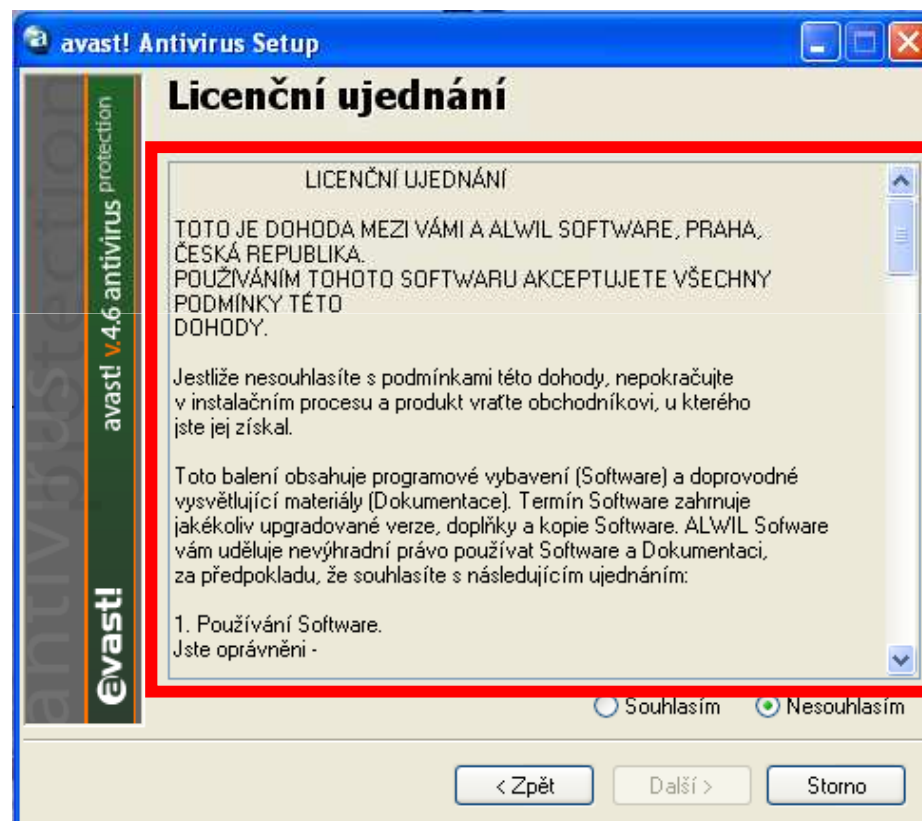 avast! Antivirus Setup
Licenční ujednání
LICENČNÍ UJEDNÁNÍ
TOTO JE DOHODA MEZI VÁMI A ALWIL SOFTWARE, PRAHA,
ČESKÁ REPUBLIKA.
POUŽÍVÁNÍM TOHOTO SOFTWARU AKCEPTUJETE VŠECHNY
PODMÍNKY TÉTO
DOHODY.
Jestliže nesouhlasíte s podmínkami této dohody, nepokračujte
v instalačním procesu a produkt vraťte obchodníkovi, u kterého
jste jej získal.
Toto balení obsahuje programové vybavení (Software) a doprovodné
vysvětlující materiály (Dokumentace). Termín Software zahrnuje
jakékoliv upgradované verze, doplňky a kopie Software. ALWIL Sofware
vám uděluje nevýhradní právo používat Software a Dokumentaci,
za předpokladu, že souhlasíte s následujícím ujednáním:
1. Používání Software.
Jste oprávněni -
Souhlasím
Nesouhlasím
< Zpět
Další >
Storno
avast! v.4.6 antivirus protection
avast!
antivirus
protection